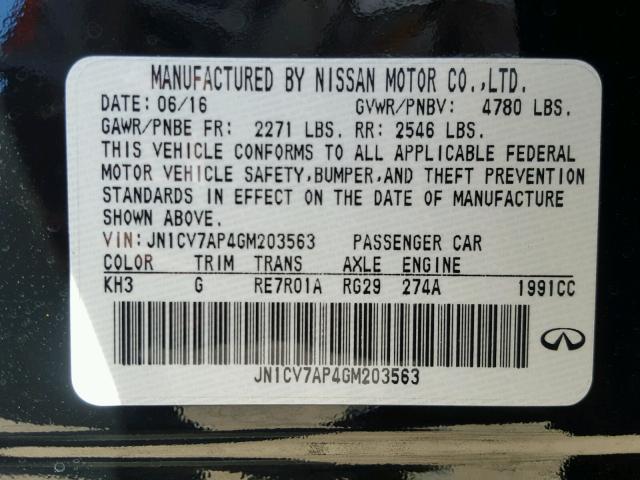 MANUFACTURED BY NISSAN MOTOR CO.,LTD.
DATE: 06/16 GVWR/PNBV: 4780 LBS.
GAWR/PNBE FR: 2271 LBS. RR: 2546 LBS.
THIS VEHICLE CONFORMS TO ALL APPLICABLE FEDERAL
MOTOR VEHICLE SAFETY,BUMPER,AND THEFT PREVENTION
STANDARDS IN EFFECT ON THE DATE OF MANUFACTURE
SHOWN ABOVE.
VIN:JN1CV7AP4GM203563 PASSENGER CAR
COLOR TRIM TRANS AXLE ENGINE
KH3 G RE7R01A RG29 274A 1991CC
JN1CV7AP4GM203563